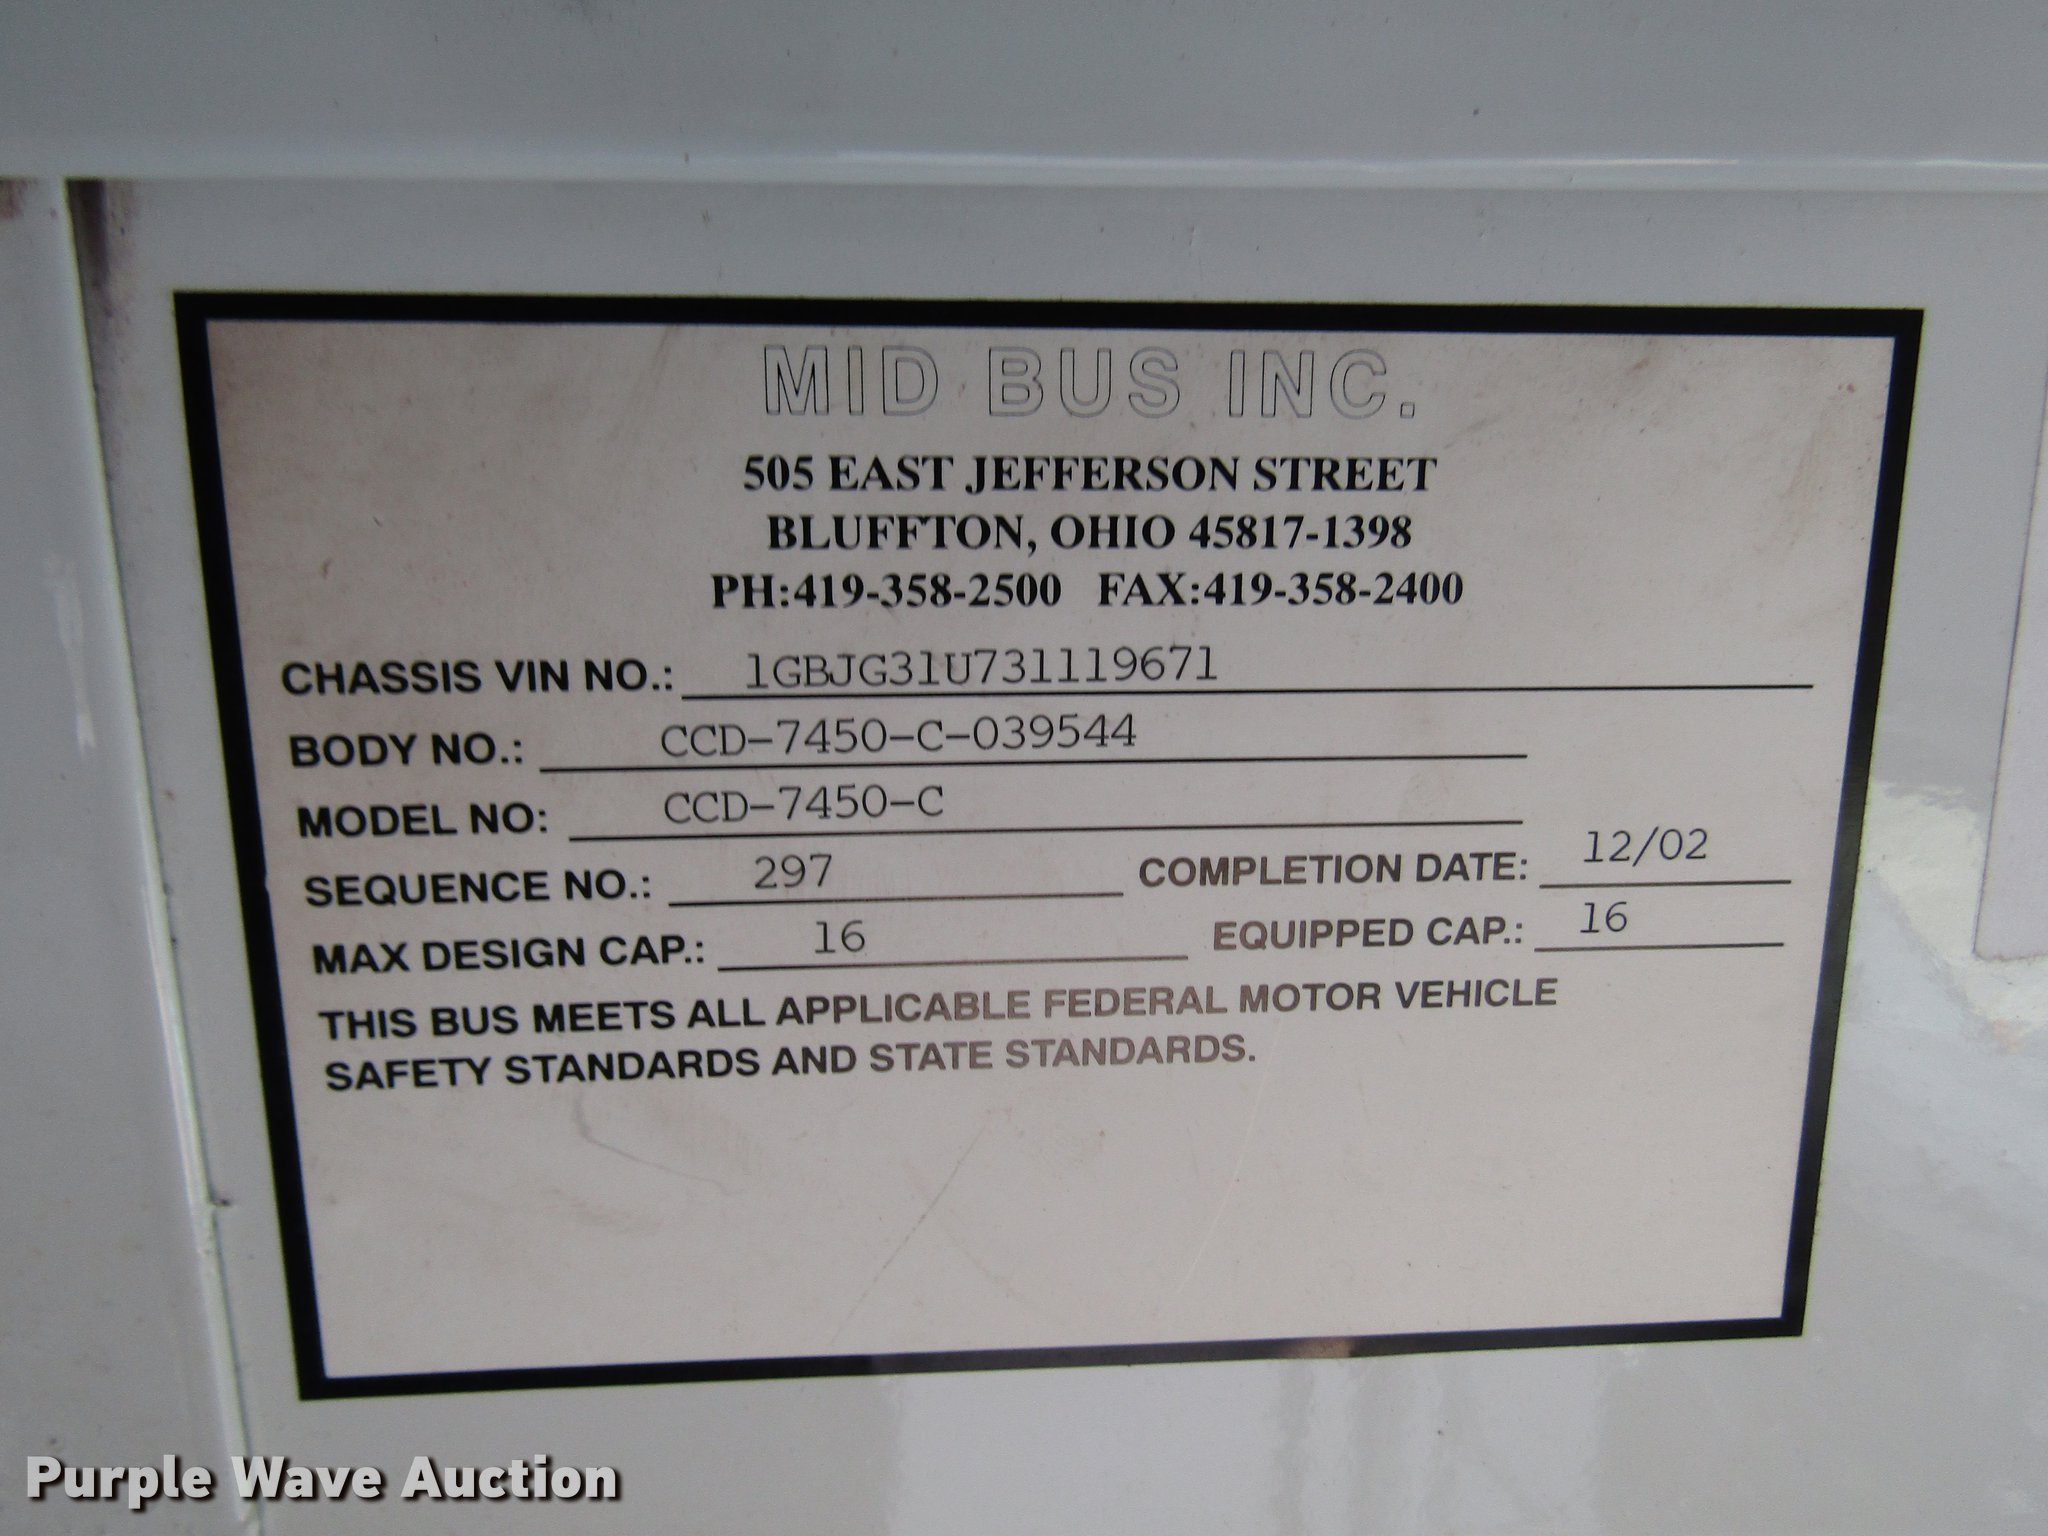 MID BUS INC.
505 EAST JEFFERSON STREET
BLUFFTON, OHIO 45817-1398
PH:419-358-2500 FAX:419-358-2400
CHASSIS VIN NO.: 1GBJG31U731119671
BODY NO.: CCD-7450-C-039544
MODEL NO: CCD-7450-C
SEQUENCE NO.: 297 COMPLETION DATE: 12/02
MAX DESIGN CAP.: 16 EQUIPPED CAP.: 16
THIS BUS MEETS ALL APPLICABLE FEDERAL MOTOR VEHICLE
SAFETY STANDARDS AND STATE STANDARDS.
Purple Wave Auction